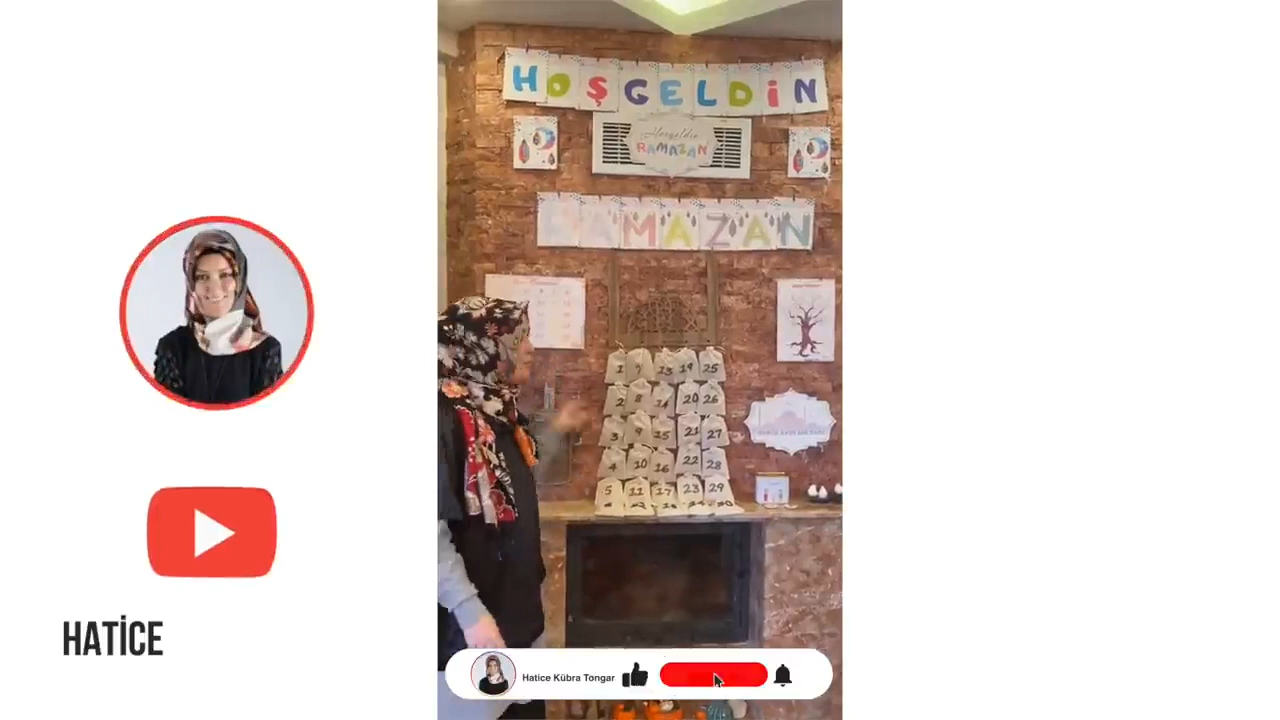 HOŞGELDİN
Hoşgeldin
RAMAZAN
RAMAZAN
1 13 19 25
2 8 14 20 26
3 9 15 21 27
4 10 16 22 28
5 11 17 23 29
30
HATİCE
Hatice Kübra Tongar